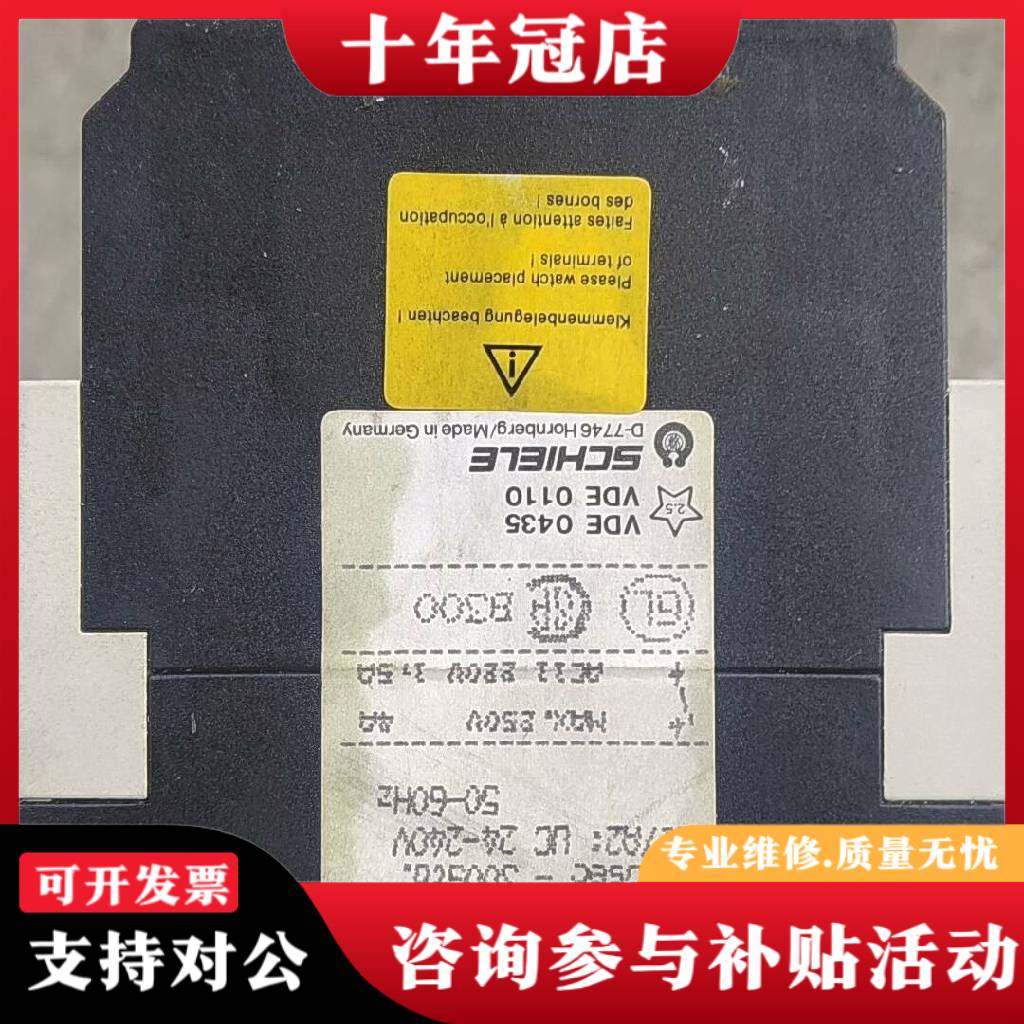 十年冠店
Klemmenbelegung beachten !
Please watch placement
of terminals !
Faites attention à l'occupation
des bornes !
2.5
VDE 0435
VDE 0110
SCHIELE
D-7746 Hornberg/Made in Germany
UL
B300
AC11 220V 1,5A
MAX.250V 4A
50-60Hz
/A2: UC 24-240V
专业维修.质量无忧
可开发票
支持对公
咨询参与补贴活动